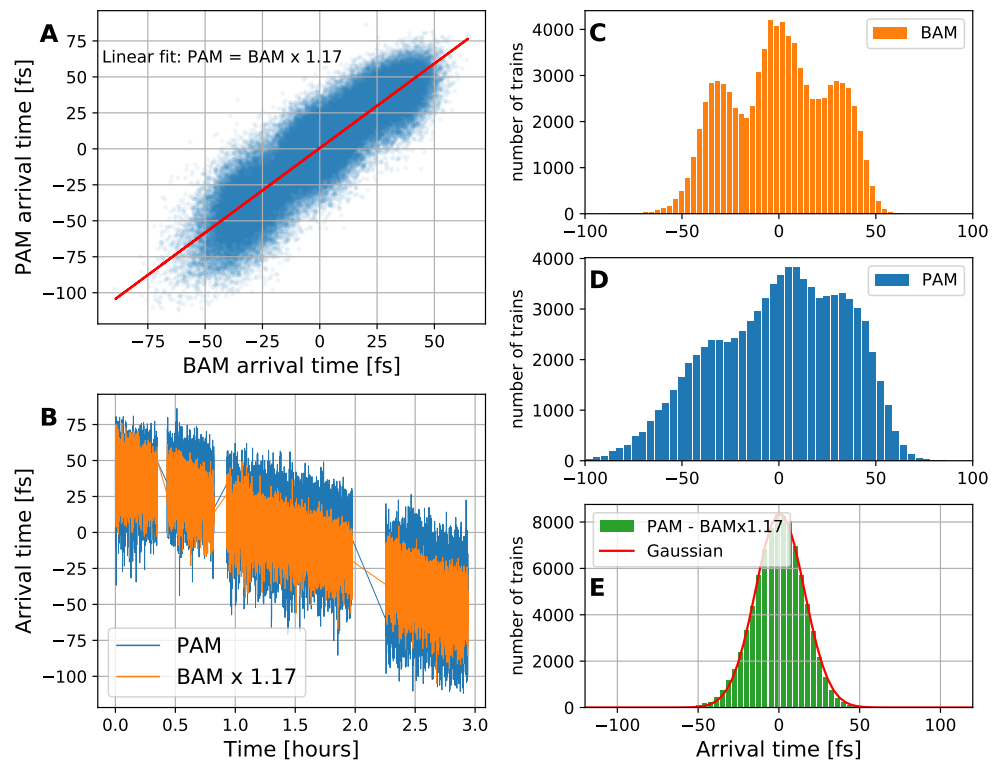 A
Linear fit: PAM = BAM x 1.17
PAM arrival time [fs]
75
50
25
0
−25
−50
−75
−100
−75
−50
−25
0
25
50
BAM arrival time [fs]
B
Arrival time [fs]
75
50
25
0
−25
−50
−75
−100
PAM
BAM x 1.17
0.0
0.5
1.0
1.5
2.0
2.5
3.0
Time [hours]
C
BAM
number of trains
4000
3000
2000
1000
0
−100
−50
0
50
100
D
PAM
number of trains
4000
3000
2000
1000
0
−100
−50
0
50
100
E
PAM - BAMx1.17
Gaussian
number of trains
8000
6000
4000
2000
0
−100
−50
0
50
100
Arrival time [fs]